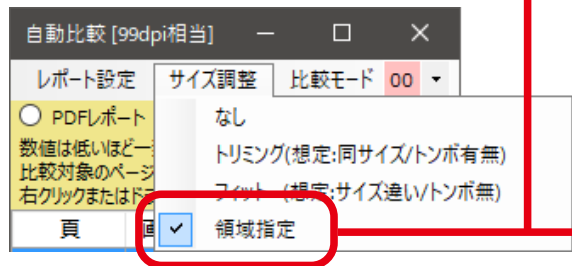 自動比較 [99dpi相当]
レポート設定 サイズ調整 比較モード 00
PDFレポート
なし
数値は低いほど一
トリミング(想定:同サイズ/トンボ有無)
比較対象のページ
右クリックまたはド
フィット (想定:サイズ違い/トンボ無)
頁
領域指定